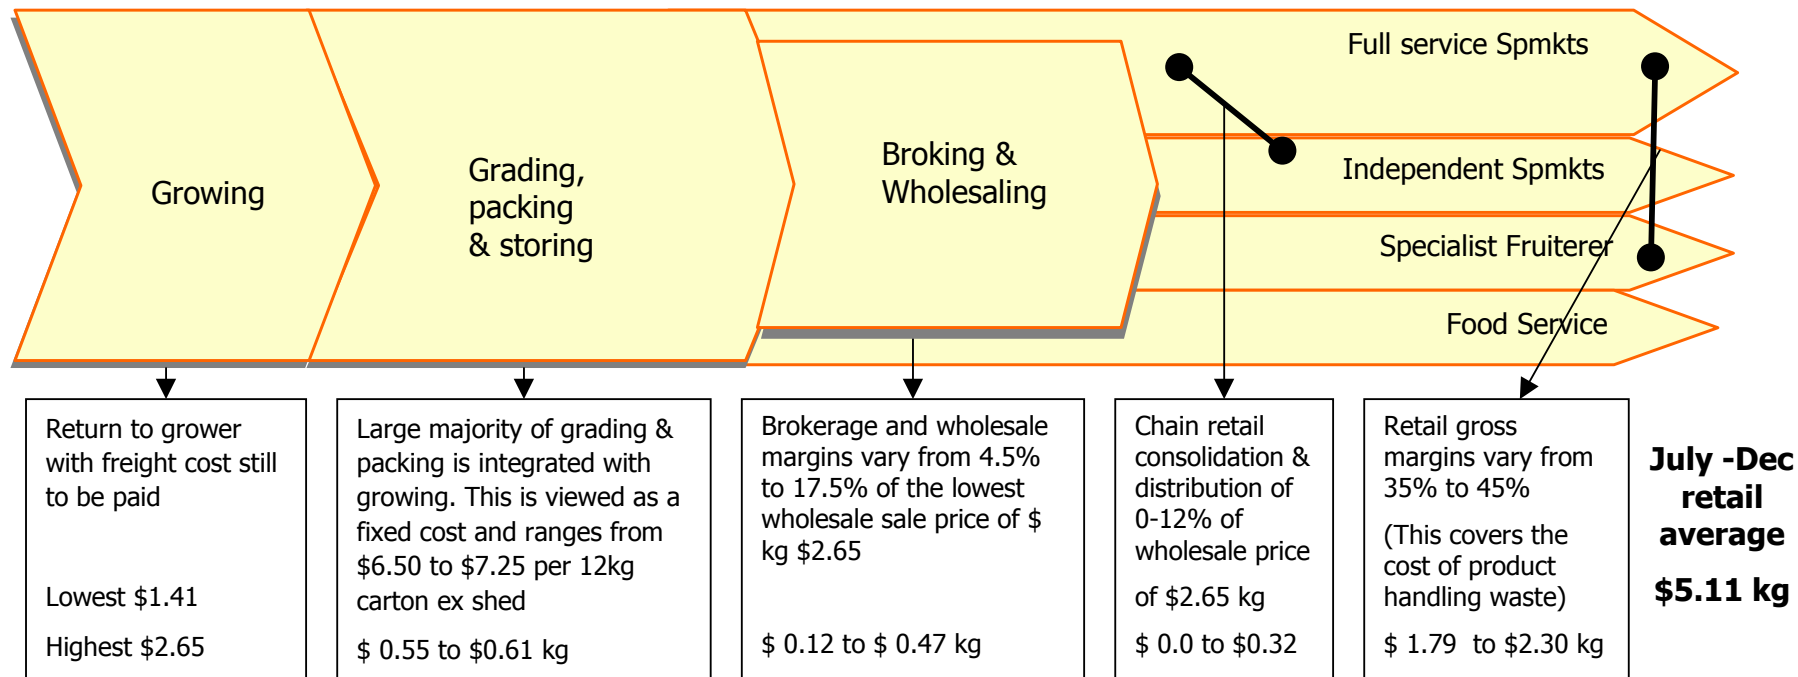 Full service Spmkts
Independent Spmkts
Specialist Fruiterer
Food Service
Growing
Grading,
packing
& storing
Broking &
Wholesaling
Return to grower
with freight cost still
to be paid
Lowest $1.41
Highest $2.65
Large majority of grading &
packing is integrated with
growing. This is viewed as a
fixed cost and ranges from
$6.50 to $7.25 per 12kg
carton ex shed
$ 0.55 to $0.61 kg
Brokerage and wholesale
margins vary from 4.5%
to 17.5% of the lowest
wholesale sale price of $
kg $2.65
$ 0.12 to $ 0.47 kg
Chain retail
consolidation &
distribution of
0-12% of
wholesale price
of $2.65 kg
$ 0.0 to $0.32
Retail gross
margins vary from
35% to 45%
(This covers the
cost of product
handling waste)
$ 1.79 to $2.30 kg
July -Dec
retail
average
$5.11 kg